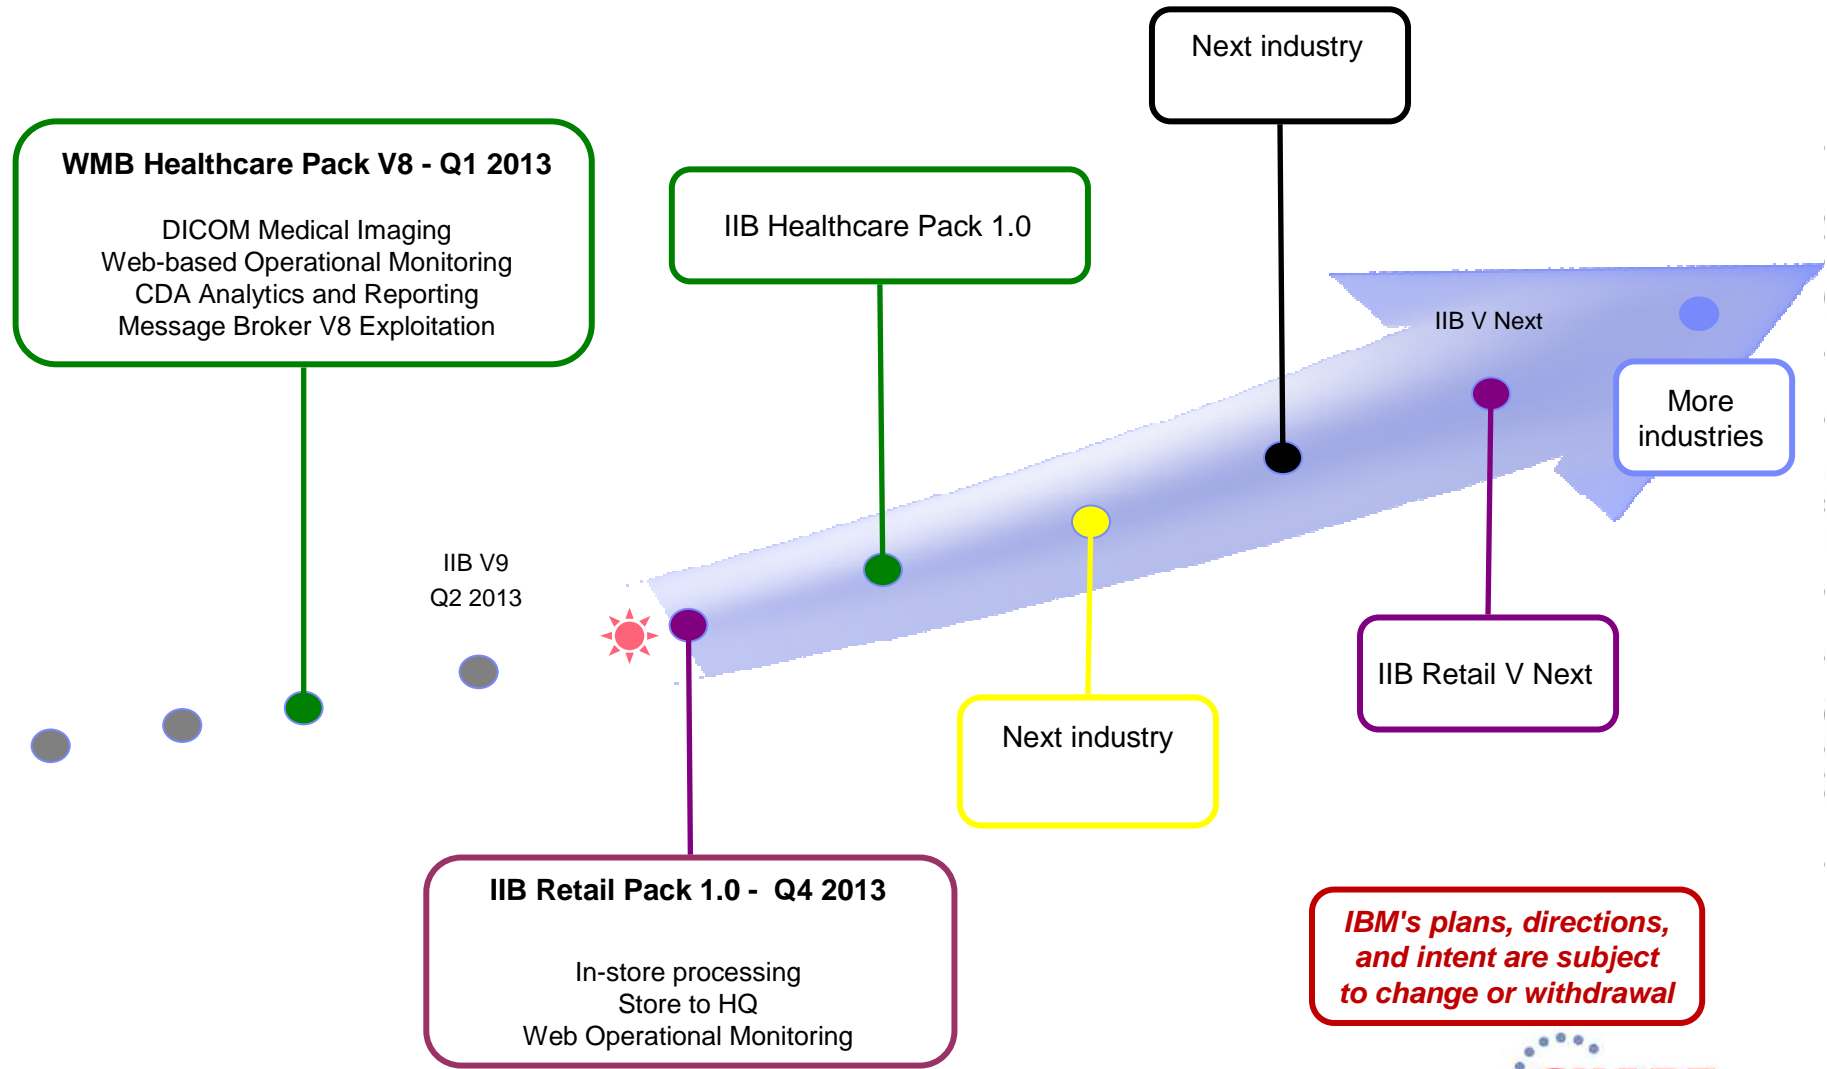 Next industry
WMB Healthcare Pack V8 - Q1 2013
DICOM Medical Imaging
Web-based Operational Monitoring
CDA Analytics and Reporting
Message Broker V8 Exploitation
IIB Healthcare Pack 1.0
IIB V Next
More
industries
IIB V9
Q2 2013
IIB Retail V Next
Next industry
IIB Retail Pack 1.0 -  Q4 2013
In-store processing
Store to HQ
Web Operational Monitoring
IBM's plans, directions,
and intent are subject
to change or withdrawal